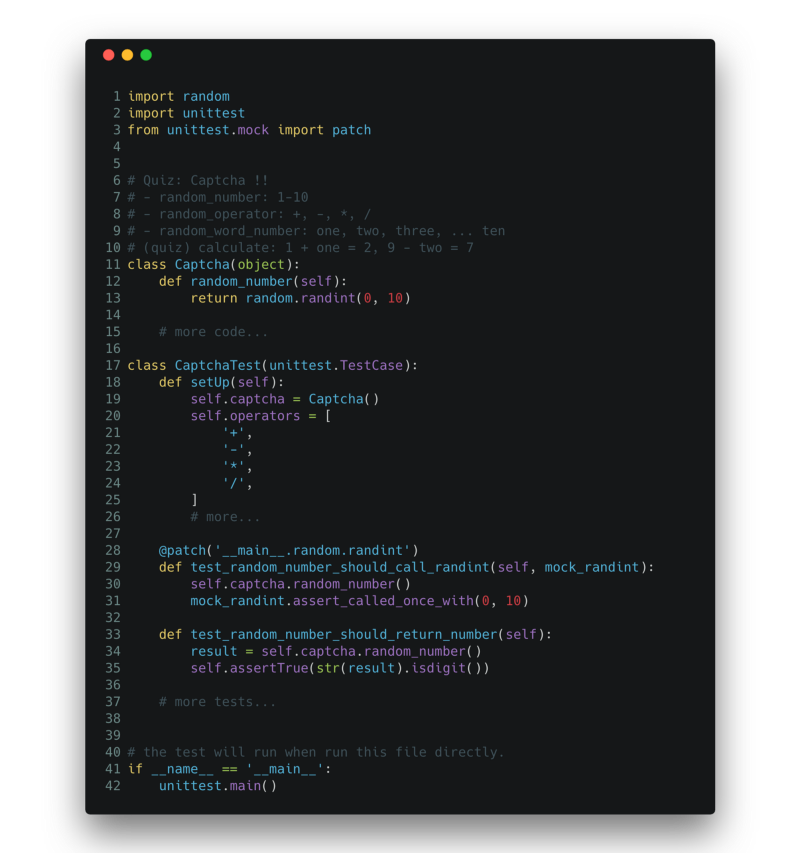 1 import random
2 import unittest
3 from unittest.mock import patch
4
5
6 # Quiz: Captcha !!
7 # - random_number: 1-10
8 # - random_operator: +, -, *, /
9 # - random_word_number: one, two, three, ... ten
10 # (quiz) calculate: 1 + one = 2, 9 - two = 7
11 class Captcha(object):
12     def random_number(self):
13         return random.randint(0, 10)
14
15     # more code...
16
17 class CaptchaTest(unittest.TestCase):
18     def setUp(self):
19         self.captcha = Captcha()
20         self.operators = [
21             '+',
22             '-',
23             '*',
24             '/',
25         ]
26         # more...
27
28     @patch('__main__.random.randint')
29     def test_random_number_should_call_randint(self, mock_randint):
30         self.captcha.random_number()
31         mock_randint.assert_called_once_with(0, 10)
32
33     def test_random_number_should_return_number(self):
34         result = self.captcha.random_number()
35         self.assertTrue(str(result).isdigit())
36
37     # more tests...
38
39
40 # the test will run when run this file directly.
41 if __name__ == '__main__':
42     unittest.main()